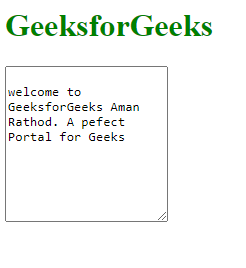 GeeksforGeeks
welcome to
GeeksforGeeks Aman
Rathod. A pefect
Portal for Geeks